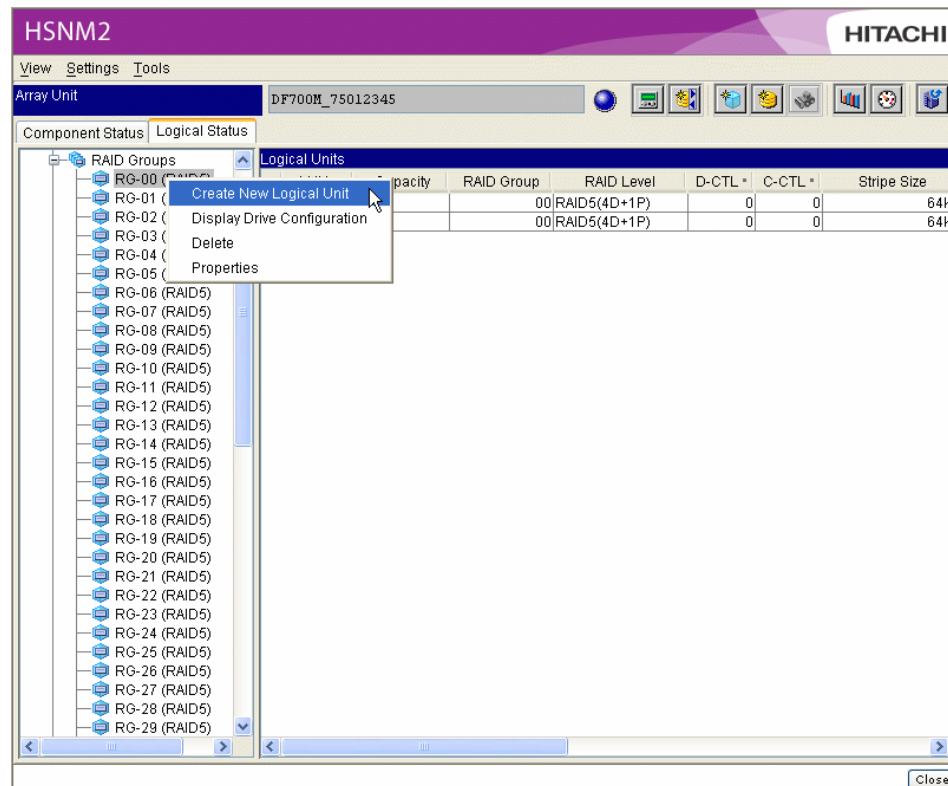 HSNM2
HITACHI
View Settings Tools
Array Unit
DF700M_75012345
Component Status Logical Status
RAID Groups
Logical Units
Capacity RAID Group RAID Level D-CTL * C-CTL * Stripe Size
00 RAID5(4D+1P) 0 0 64
00 RAID5(4D+1P) 0 0 64
RG-00
Create New Logical Unit
RG-01 (
Display Drive Configuration
RG-02 (
RG-03 (
Delete
RG-04 (
RG-05 (
Properties
RG-06 (RAID5)
RG-07 (RAID5)
RG-08 (RAID5)
RG-09 (RAID5)
RG-10 (RAID5)
RG-11 (RAID5)
RG-12 (RAID5)
RG-13 (RAID5)
RG-14 (RAID5)
RG-15 (RAID5)
RG-16 (RAID5)
RG-17 (RAID5)
RG-18 (RAID5)
RG-19 (RAID5)
RG-20 (RAID5)
RG-21 (RAID5)
RG-22 (RAID5)
RG-23 (RAID5)
RG-24 (RAID5)
RG-25 (RAID5)
RG-26 (RAID5)
RG-27 (RAID5)
RG-28 (RAID5)
RG-29 (RAID5)
Close